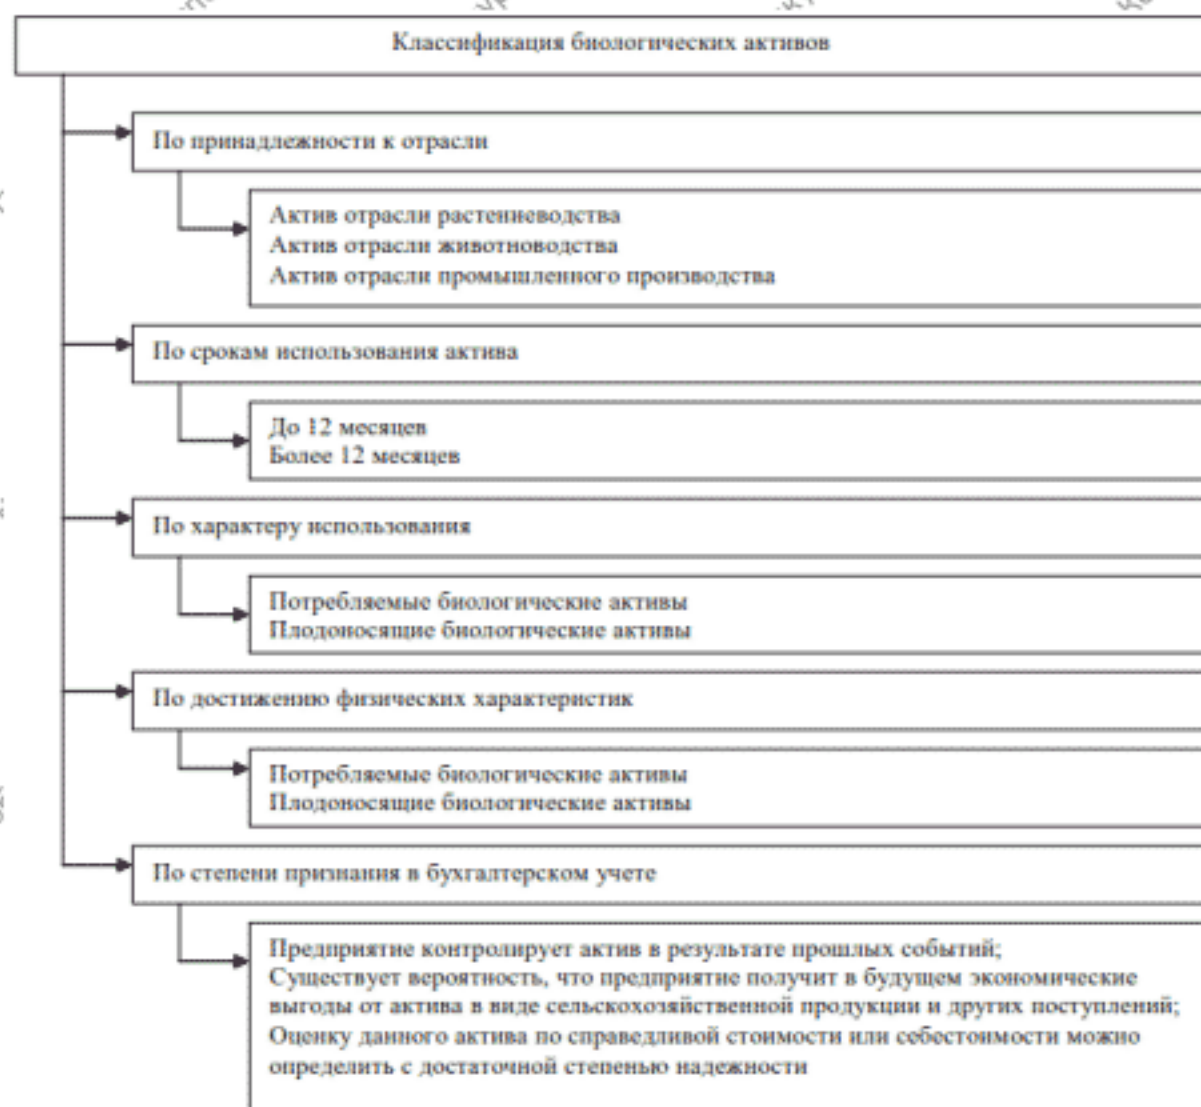 Классификация биологических активов
По принадлежности к отрасли
Актив отрасли растениеводства
Актив отрасли животноводства
Актив отрасли промышленного производства
По срокам использования актива
До 12 месяцев
Более 12 месяцев
По характеру использования
Потребляемые биологические активы
Плодоносящие биологические активы
По достижению физических характеристик
Потребляемые биологические активы
Плодоносящие биологические активы
По степени признания в бухгалтерском учете
Предприятие контролирует актив в результате прошлых событий;
Существует вероятность, что предприятие получит в будущем экономические
выгоды от актива в виде сельскохозяйственной продукции и других поступлений;
Оценку данного актива по справедливой стоимости или себестоимости можно
определить с достаточной степенью надежности